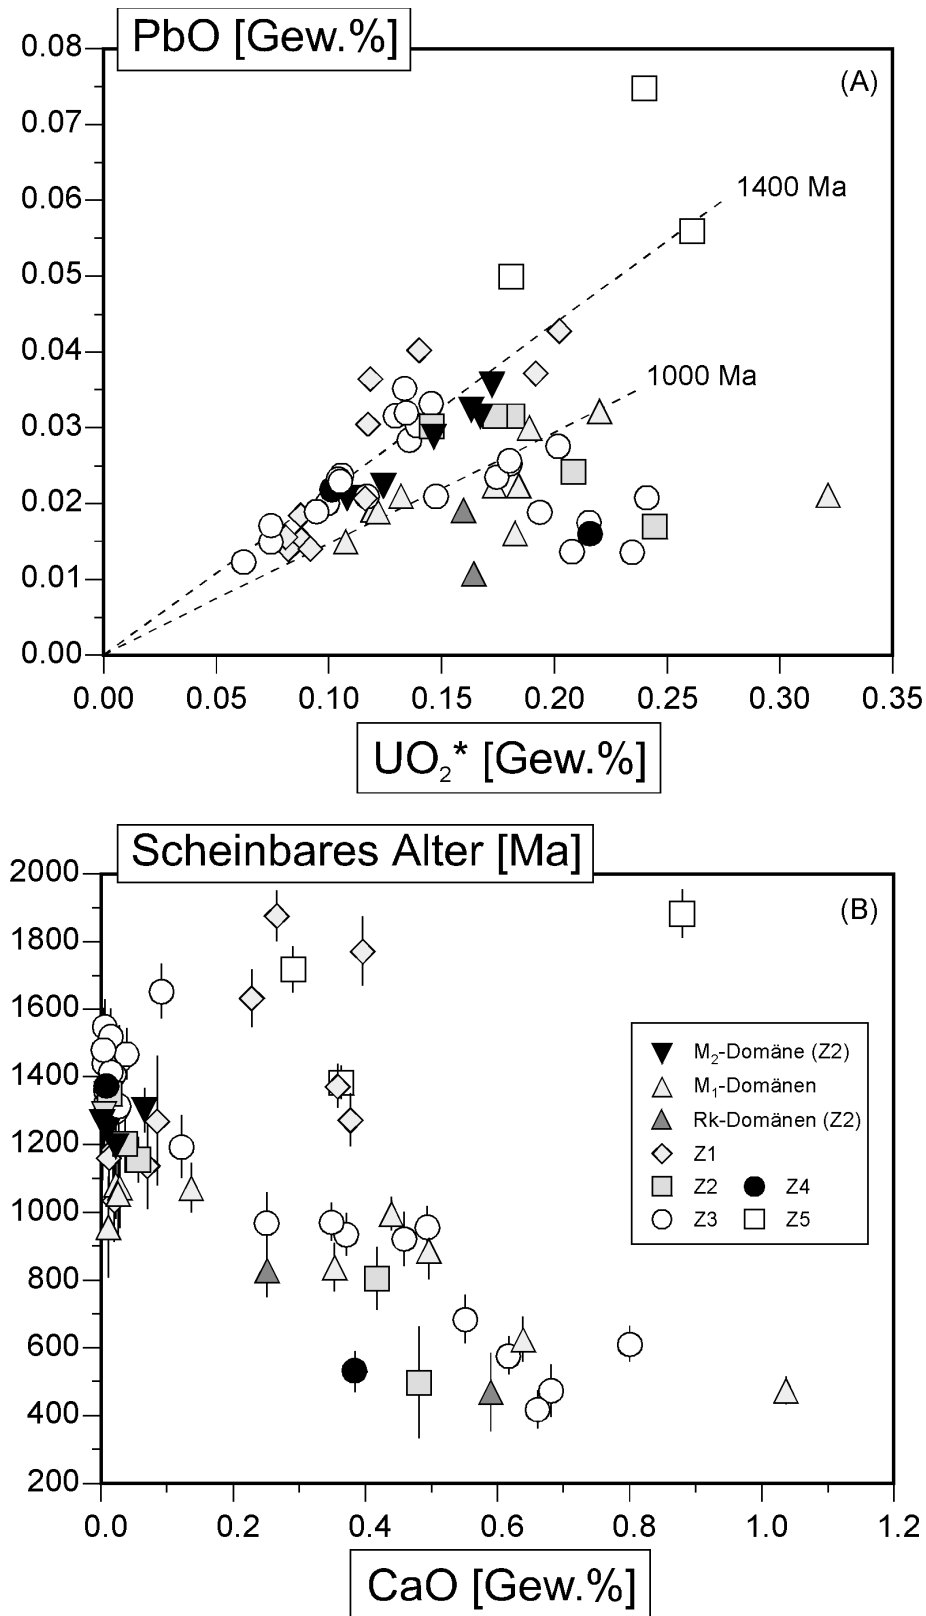 PbO [Gew.%]
(A)
0.08
0.07
0.06
0.05
0.04
0.03
0.02
0.01
0.00
1400 Ma
1000 Ma
0.00 0.05 0.10 0.15 0.20 0.25 0.30 0.35
UO₂* [Gew.%]
Scheinbares Alter [Ma]
(B)
2000
1800
1600
1400
1200
1000
800
600
400
200
M₂-Domäne (Z2)
M₁-Domänen
Rk-Domänen (Z2)
Z1
Z2 Z4
Z3 Z5
0.0 0.2 0.4 0.6 0.8 1.0 1.2
CaO [Gew.%]